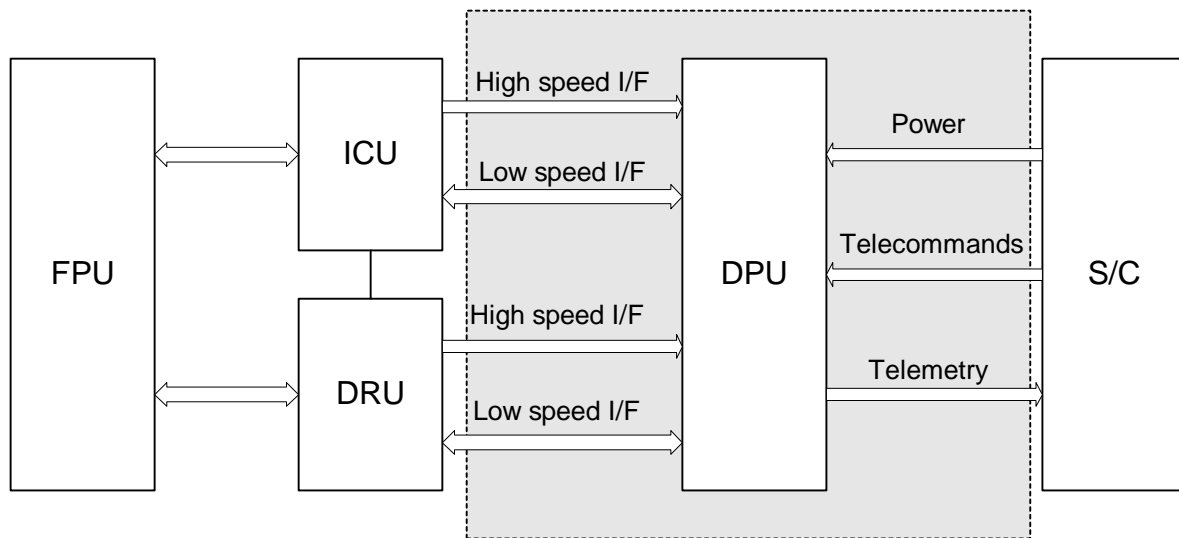 High speed I/F
Power
ICU
Low speed I/F
Telecommands
FPU
DPU
S/C
High speed I/F
Telemetry
DRU
Low speed I/F